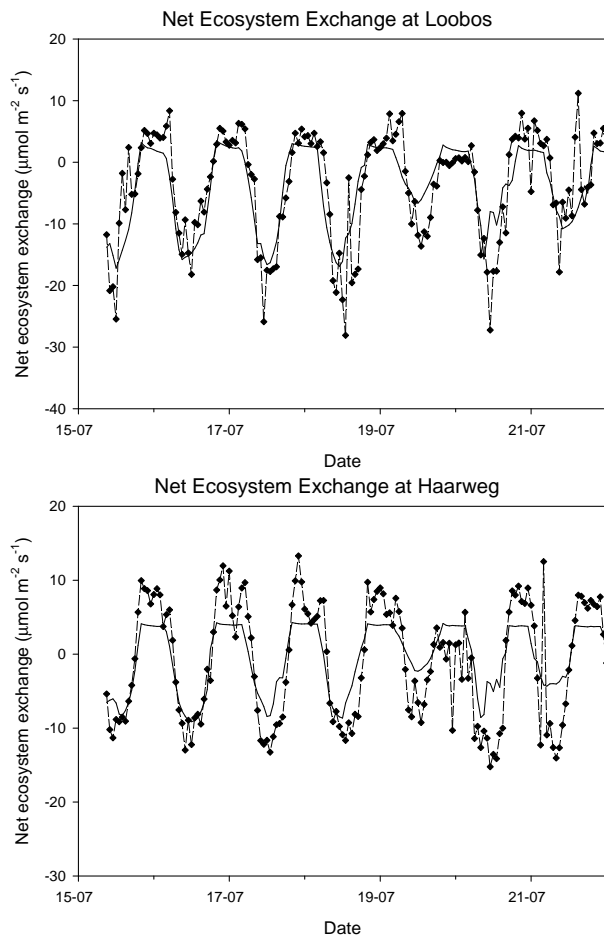 Net Ecosystem Exchange at Loobos
Net ecosystem exchange (μmol m⁻² s⁻¹)
20
10
0
-10
-20
-30
-40
15-07 17-07 19-07 21-07
Date
Net Ecosystem Exchange at Haarweg
Net ecosystem exchange (μmol m⁻² s⁻¹)
20
10
0
-10
-20
-30
15-07 17-07 19-07 21-07
Date